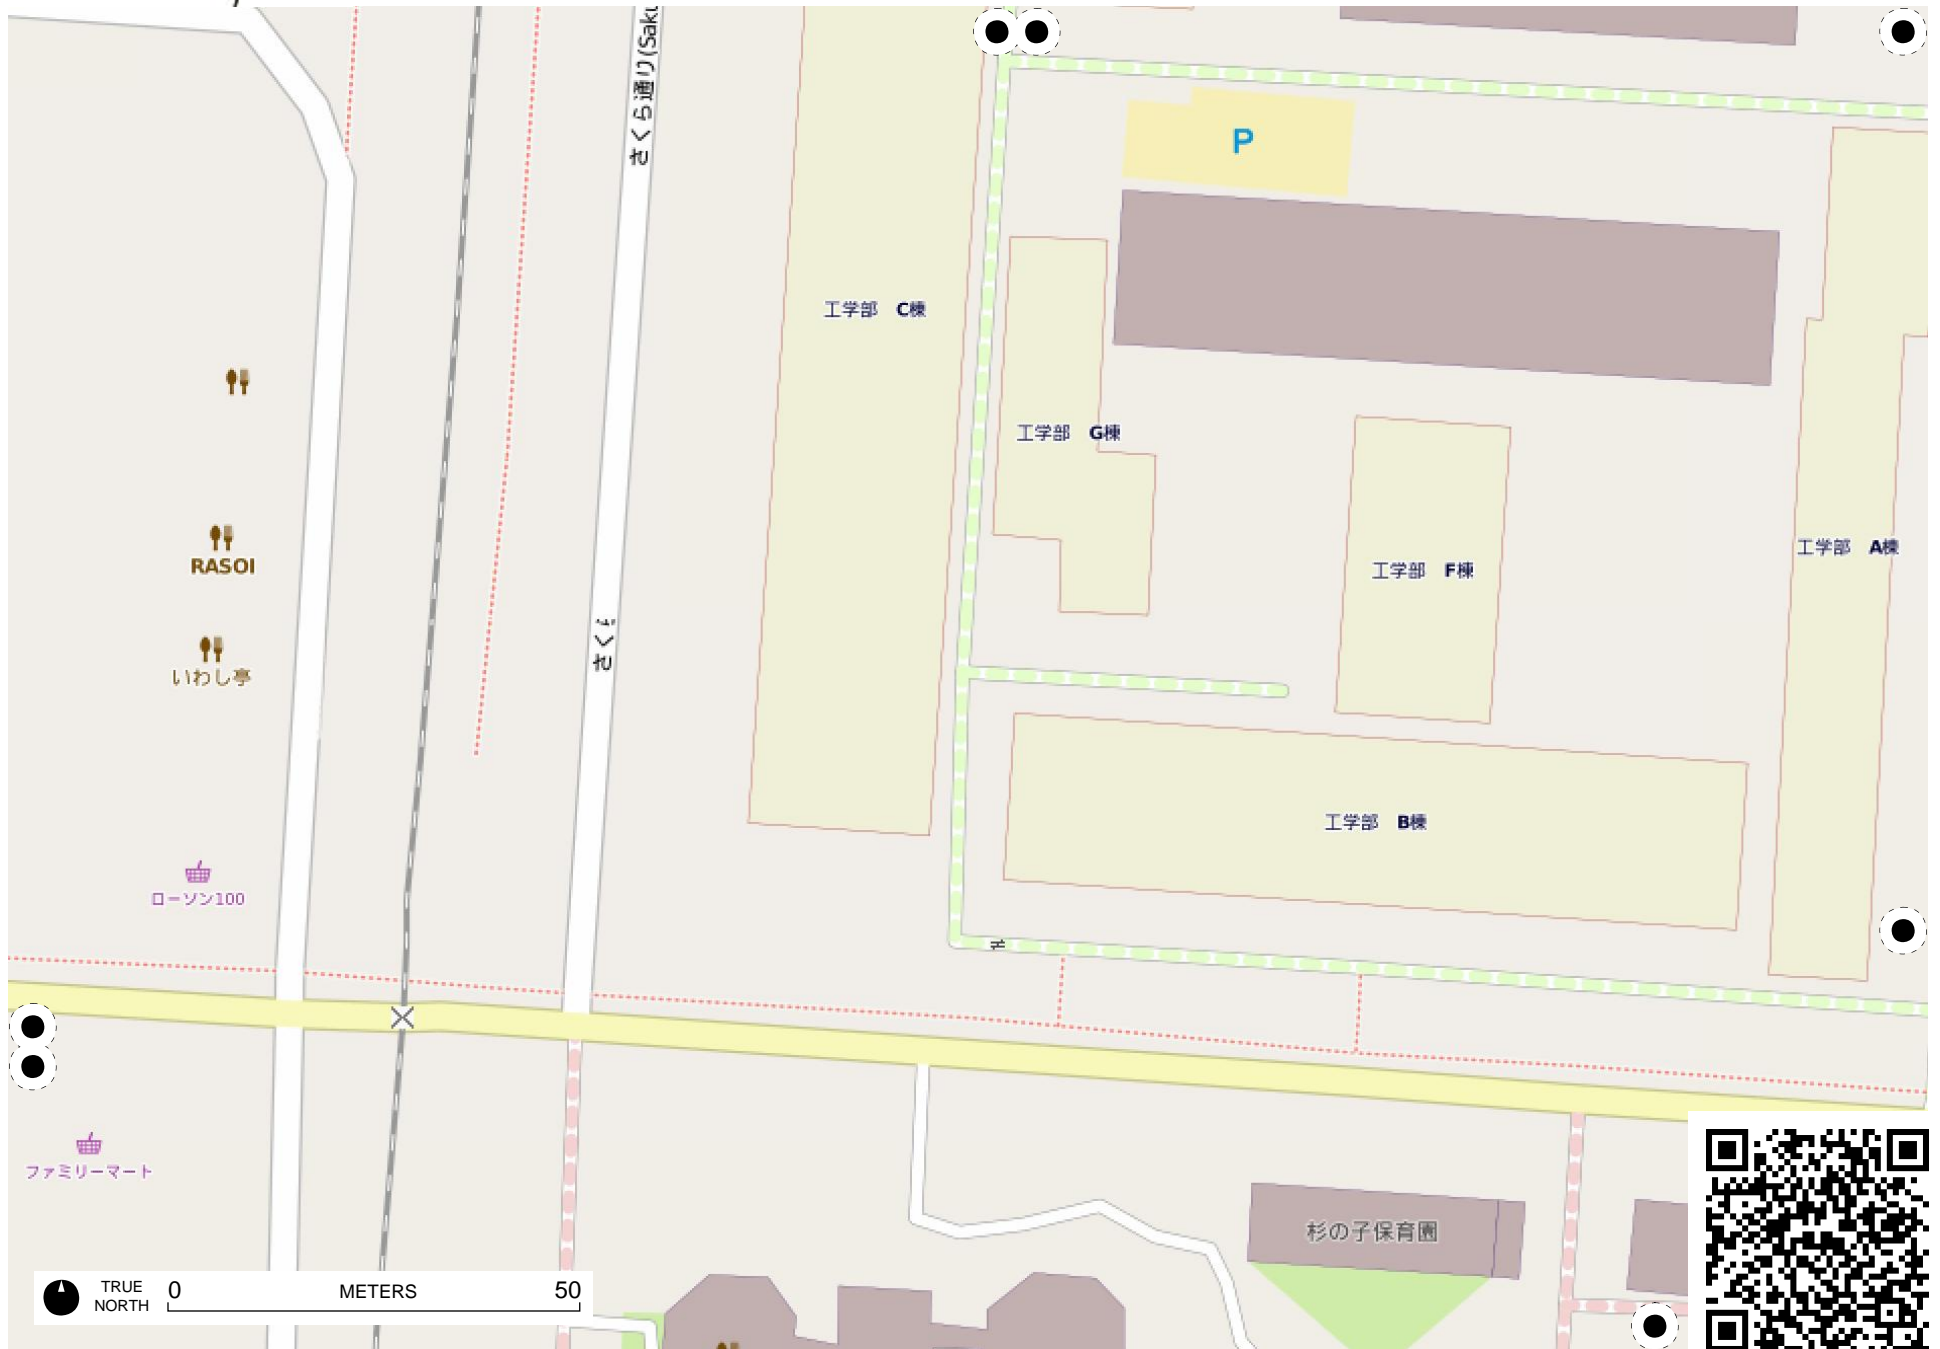 さくら通り(Saku
P
工学部 C棟
工学部 G棟
RASOI
工学部 A棟
工学部 F棟
さく
いわし亭
工学部 B棟
ローソン100
ファミリーマート
杉の子保育園
TRUE NORTH
0 METERS 50